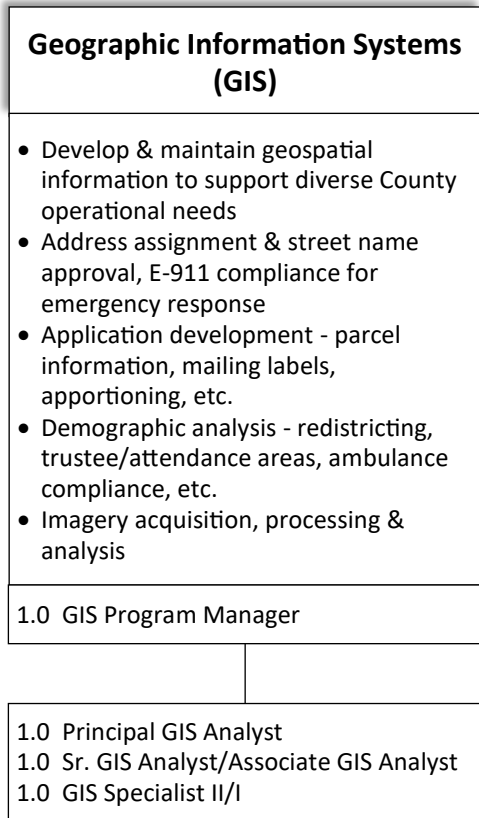 Geographic Information Systems
(GIS)
• Develop & maintain geospatial
information to support diverse County
operational needs
• Address assignment & street name
approval, E-911 compliance for
emergency response
• Application development - parcel
information, mailing labels,
apportioning, etc.
• Demographic analysis - redistricting,
trustee/attendance areas, ambulance
compliance, etc.
• Imagery acquisition, processing &
analysis
1.0 GIS Program Manager
1.0 Principal GIS Analyst
1.0 Sr. GIS Analyst/Associate GIS Analyst
1.0 GIS Specialist II/I